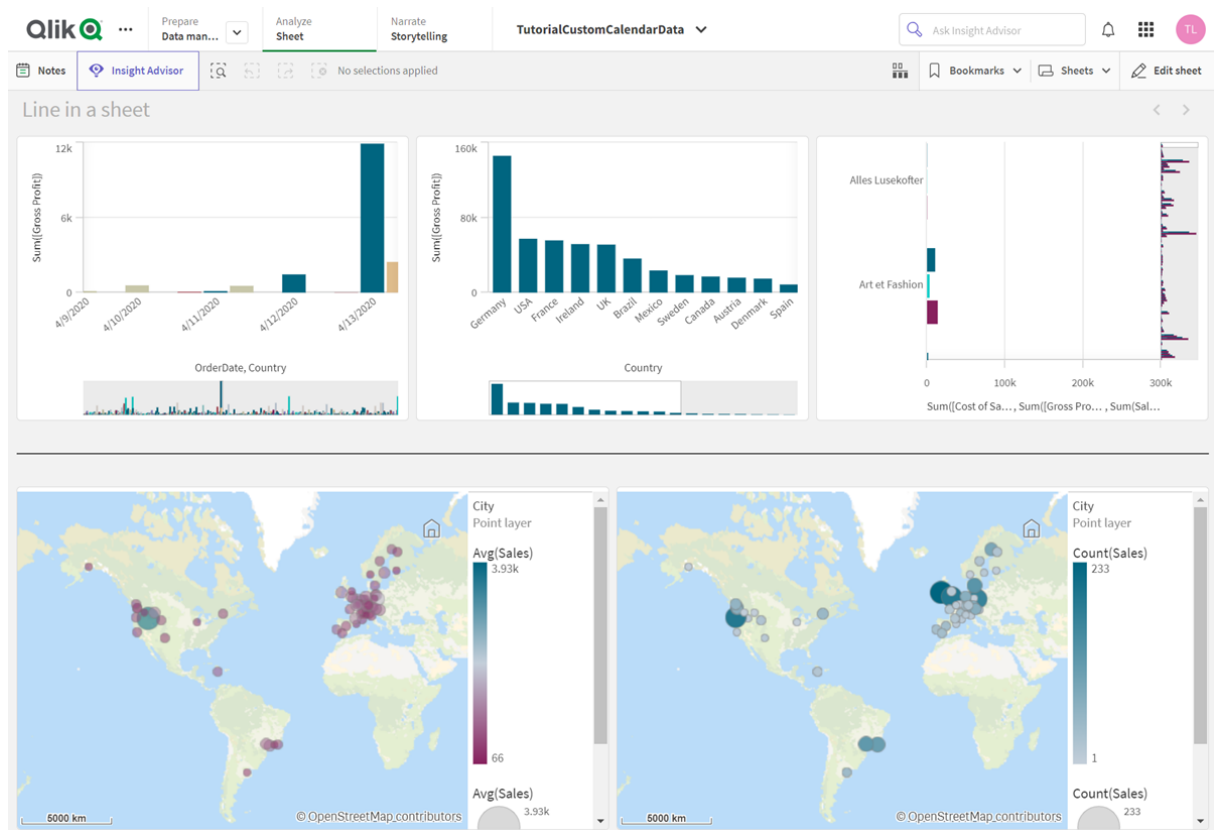 Qlik
Prepare
Data man...
Analyze
Sheet
Narrate
Storytelling
TutorialCustomCalendarData
Ask Insight Advisor
TL
Notes
Insight Advisor
No selections applied
Bookmarks
Sheets
Edit sheet
Line in a sheet
Sum([Gross Profit])
12k
6k
0
4/9/2020
4/10/2020
4/11/2020
4/12/2020
4/13/2020
OrderDate, Country
Sum([Gross Profit])
160k
80k
0
Germany
USA
France
Ireland
UK
Brazil
Mexico
Sweden
Canada
Austria
Denmark
Spain
Country
Alles Lusekofter
Art et Fashion
0
100k
200k
300k
Sum([Cost of Sa... , Sum([Gross Pro... , Sum(Sal...
City
Point layer
Avg(Sales)
3.93k
66
Avg(Sales)
3.93k
5000 km
© OpenStreetMap contributors
City
Point layer
Count(Sales)
233
1
Count(Sales)
233
5000 km
© OpenStreetMap contributors